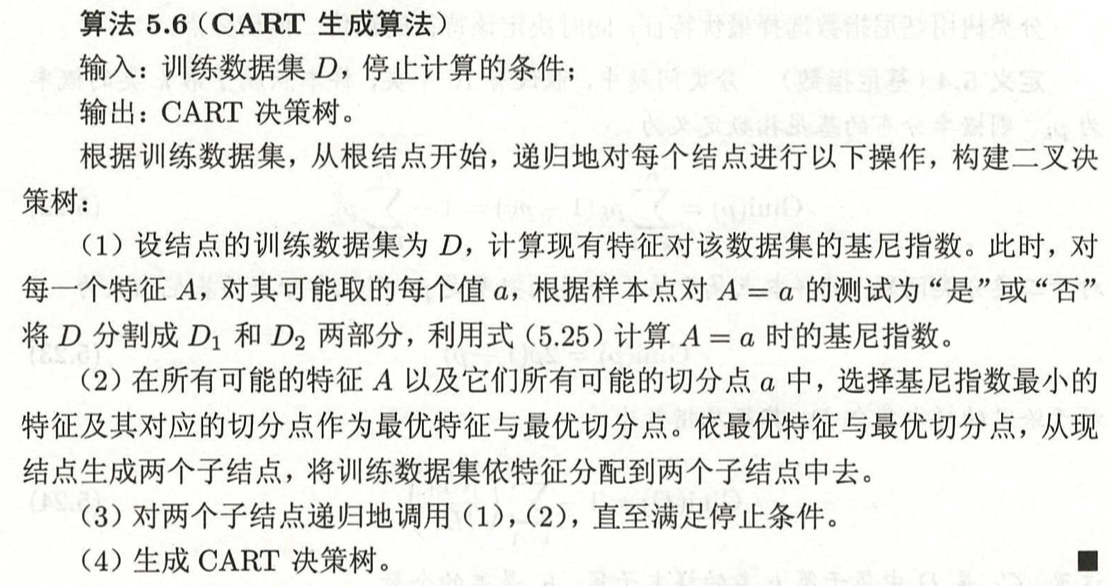 算法 5.6(CART 生成算法)
输入:训练数据集 D,停止计算的条件;
输出:CART 决策树。
根据训练数据集,从根结点开始,递归地对每个结点进行以下操作,构建二叉决
策树:
(1)设结点的训练数据集为 D,计算现有特征对该数据集的基尼指数。此时,对
每一个特征 A,对其可能取的每个值 a,根据样本点对 A = a 的测试为“是”或“否”
将 D 分割成 D₁ 和 D₂ 两部分,利用式 (5.25) 计算 A = a 时的基尼指数。
(2)在所有可能的特征 A 以及它们所有可能的切分点 a 中,选择基尼指数最小的
特征及其对应的切分点作为最优特征与最优切分点。依最优特征与最优切分点,从现
结点生成两个子结点,将训练数据集依特征分配到两个子结点中去。
(3)对两个子结点递归地调用(1),(2),直至满足停止条件。
(4)生成 CART 决策树。